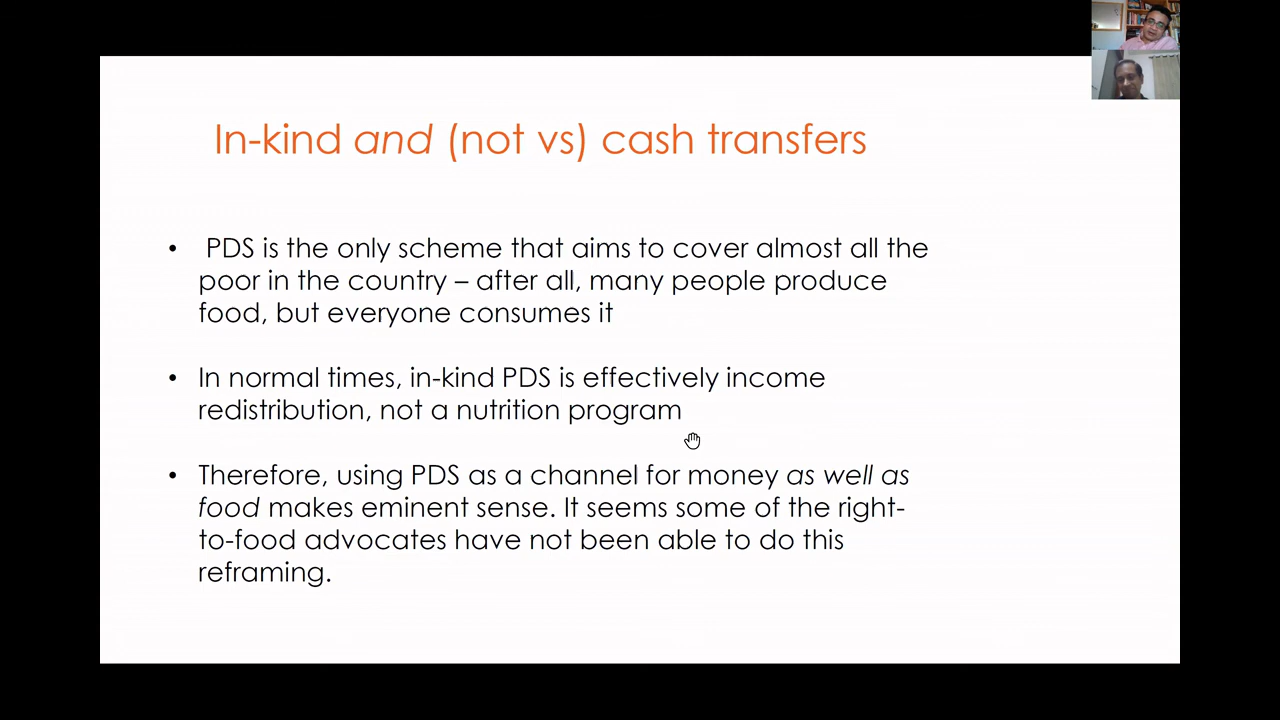 In-kind and (not vs) cash transfers
• PDS is the only scheme that aims to cover almost all the
poor in the country – after all, many people produce
food, but everyone consumes it
• In normal times, in-kind PDS is effectively income
redistribution, not a nutrition program
• Therefore, using PDS as a channel for money as well as
food makes eminent sense. It seems some of the right-
to-food advocates have not been able to do this
reframing.